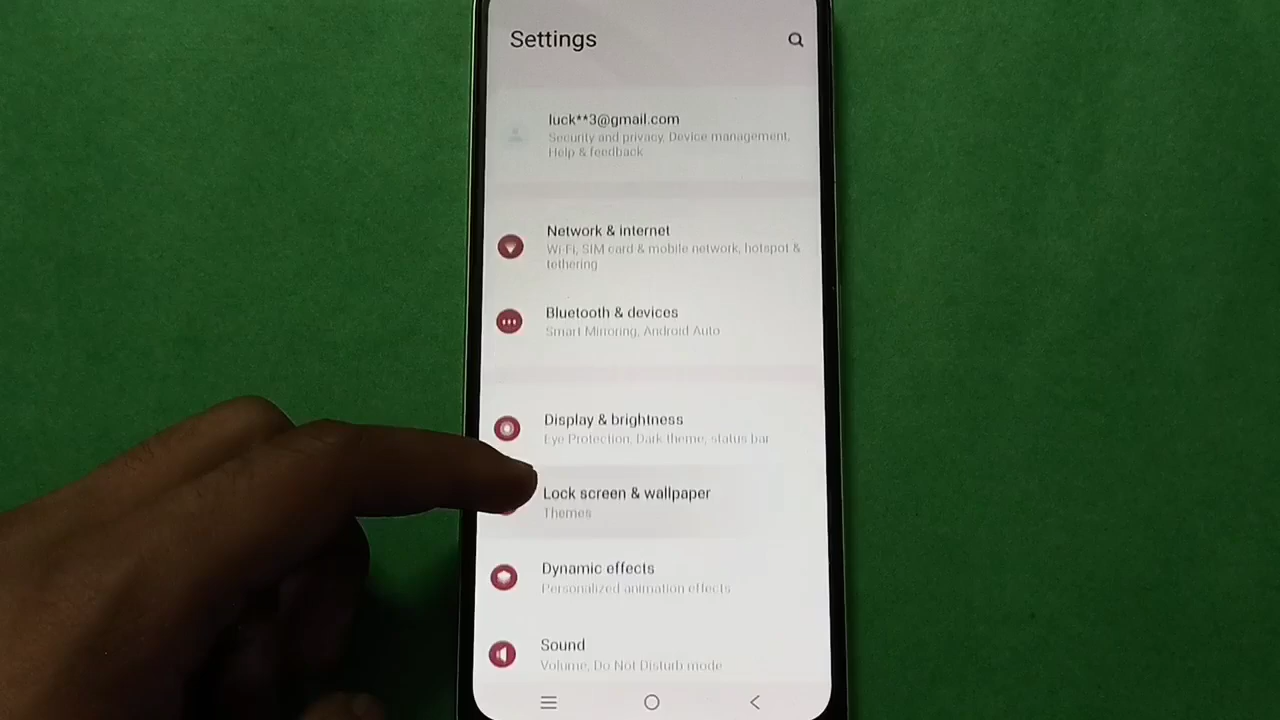 Settings
luck**3@gmail.com
Security and privacy, Device management,
Help & feedback
Network & internet
Wi-Fi, SIM card & mobile network, hotspot &
tethering
Bluetooth & devices
Smart Mirroring, Android Auto
Display & brightness
Eye Protection, Dark theme, status bar
Lock screen & wallpaper
Themes
Dynamic effects
Personalized animation effects
Sound
Volume, Do Not Disturb mode